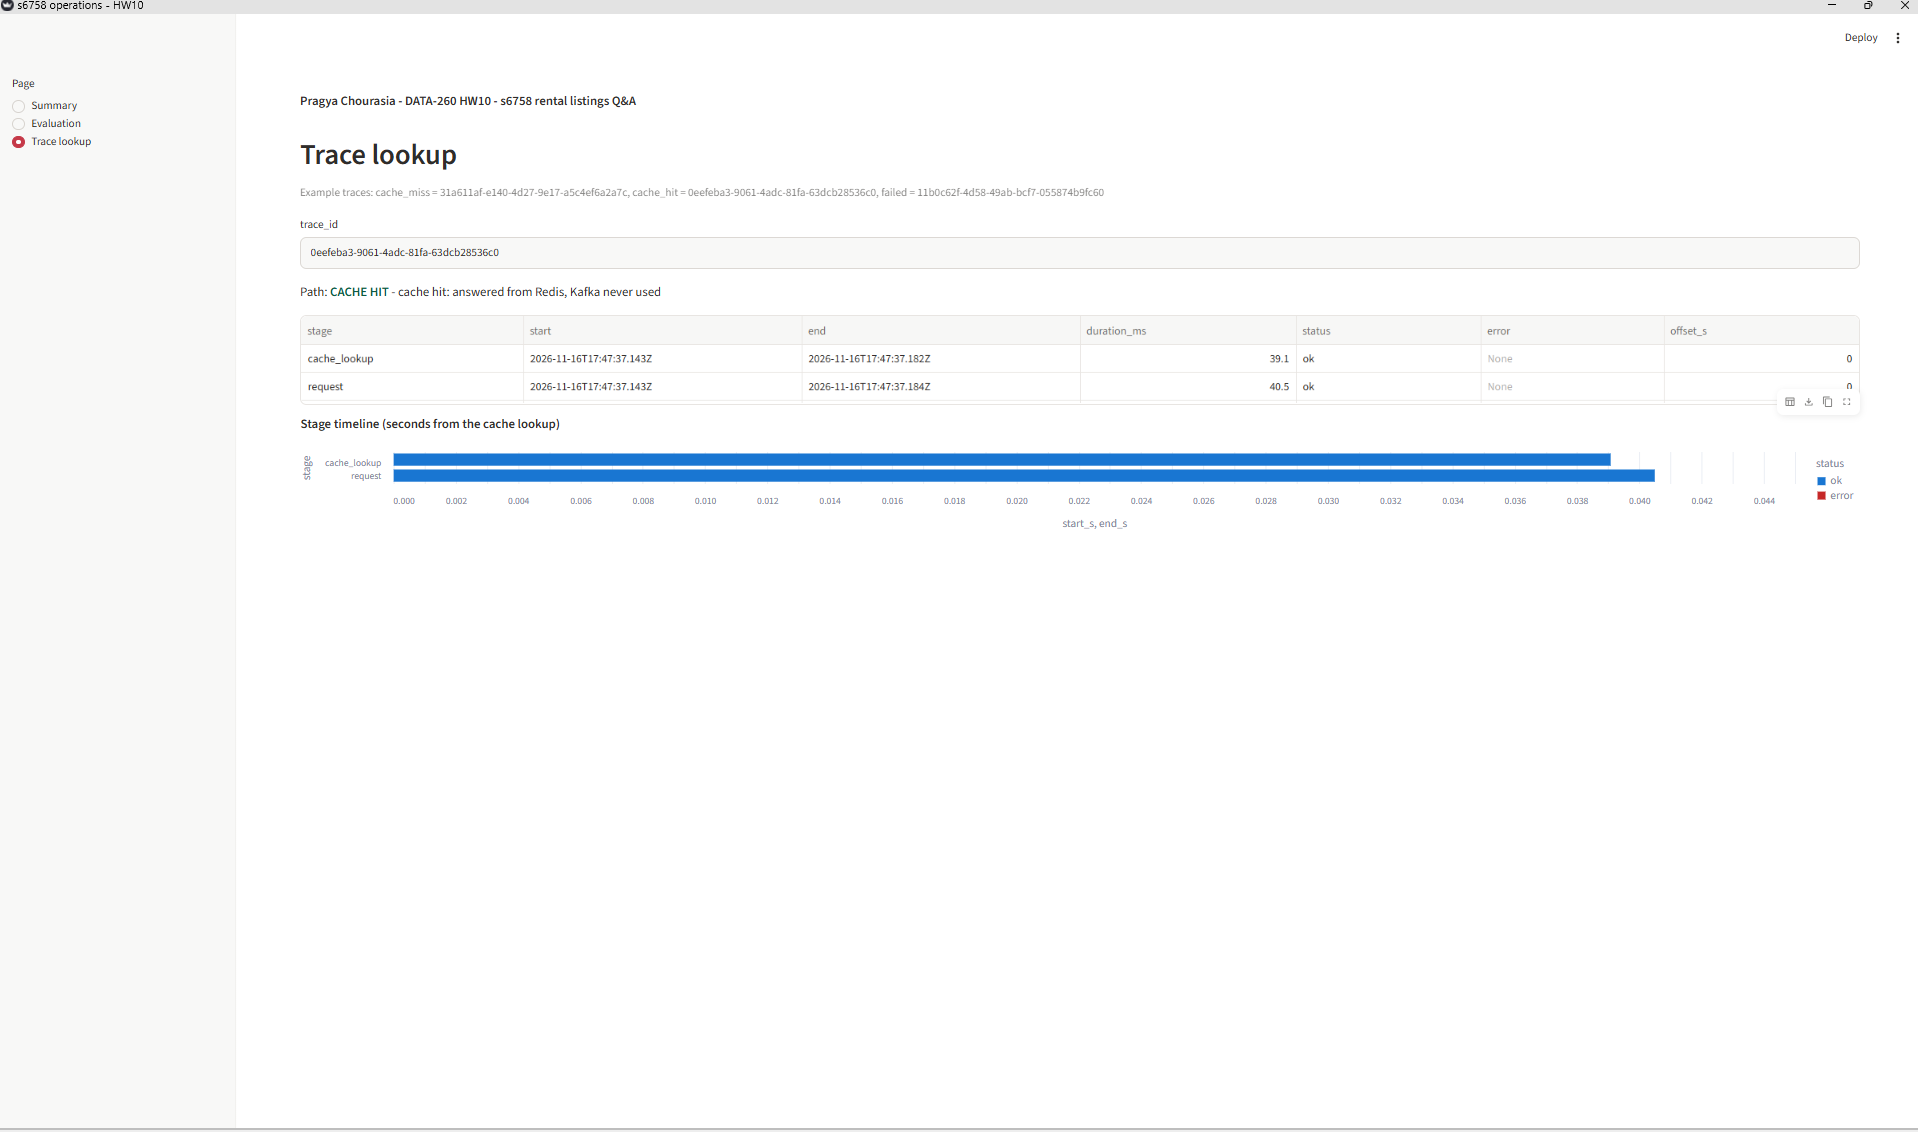 s6758 operations - HW10
Deploy
Page
Summary
Evaluation
Trace lookup
Pragya Chourasia - DATA-260 HW10 - s6758 rental listings Q&A
Trace lookup
Example traces: cache_miss = 31a611af-e140-4d27-9e17-a5c4ef6a2a7c, cache_hit = 0eefeba3-9061-4adc-81fa-63dcb28536c0, failed = 11b0c62f-4d58-49ab-bcf7-055874b9fc60
trace_id
0eefeba3-9061-4adc-81fa-63dcb28536c0
Path: CACHE HIT - cache hit: answered from Redis, Kafka never used
stage start end duration_ms status error offset_s
cache_lookup 2026-11-16T17:47:37.143Z 2026-11-16T17:47:37.182Z 39.1 ok None 0
request 2026-11-16T17:47:37.143Z 2026-11-16T17:47:37.184Z 40.5 ok None 0
Stage timeline (seconds from the cache lookup)
stage
cache_lookup
request
0.000 0.002 0.004 0.006 0.008 0.010 0.012 0.014 0.016 0.018 0.020 0.022 0.024 0.026 0.028 0.030 0.032 0.034 0.036 0.038 0.040 0.042 0.044
start_s, end_s
status
ok
error